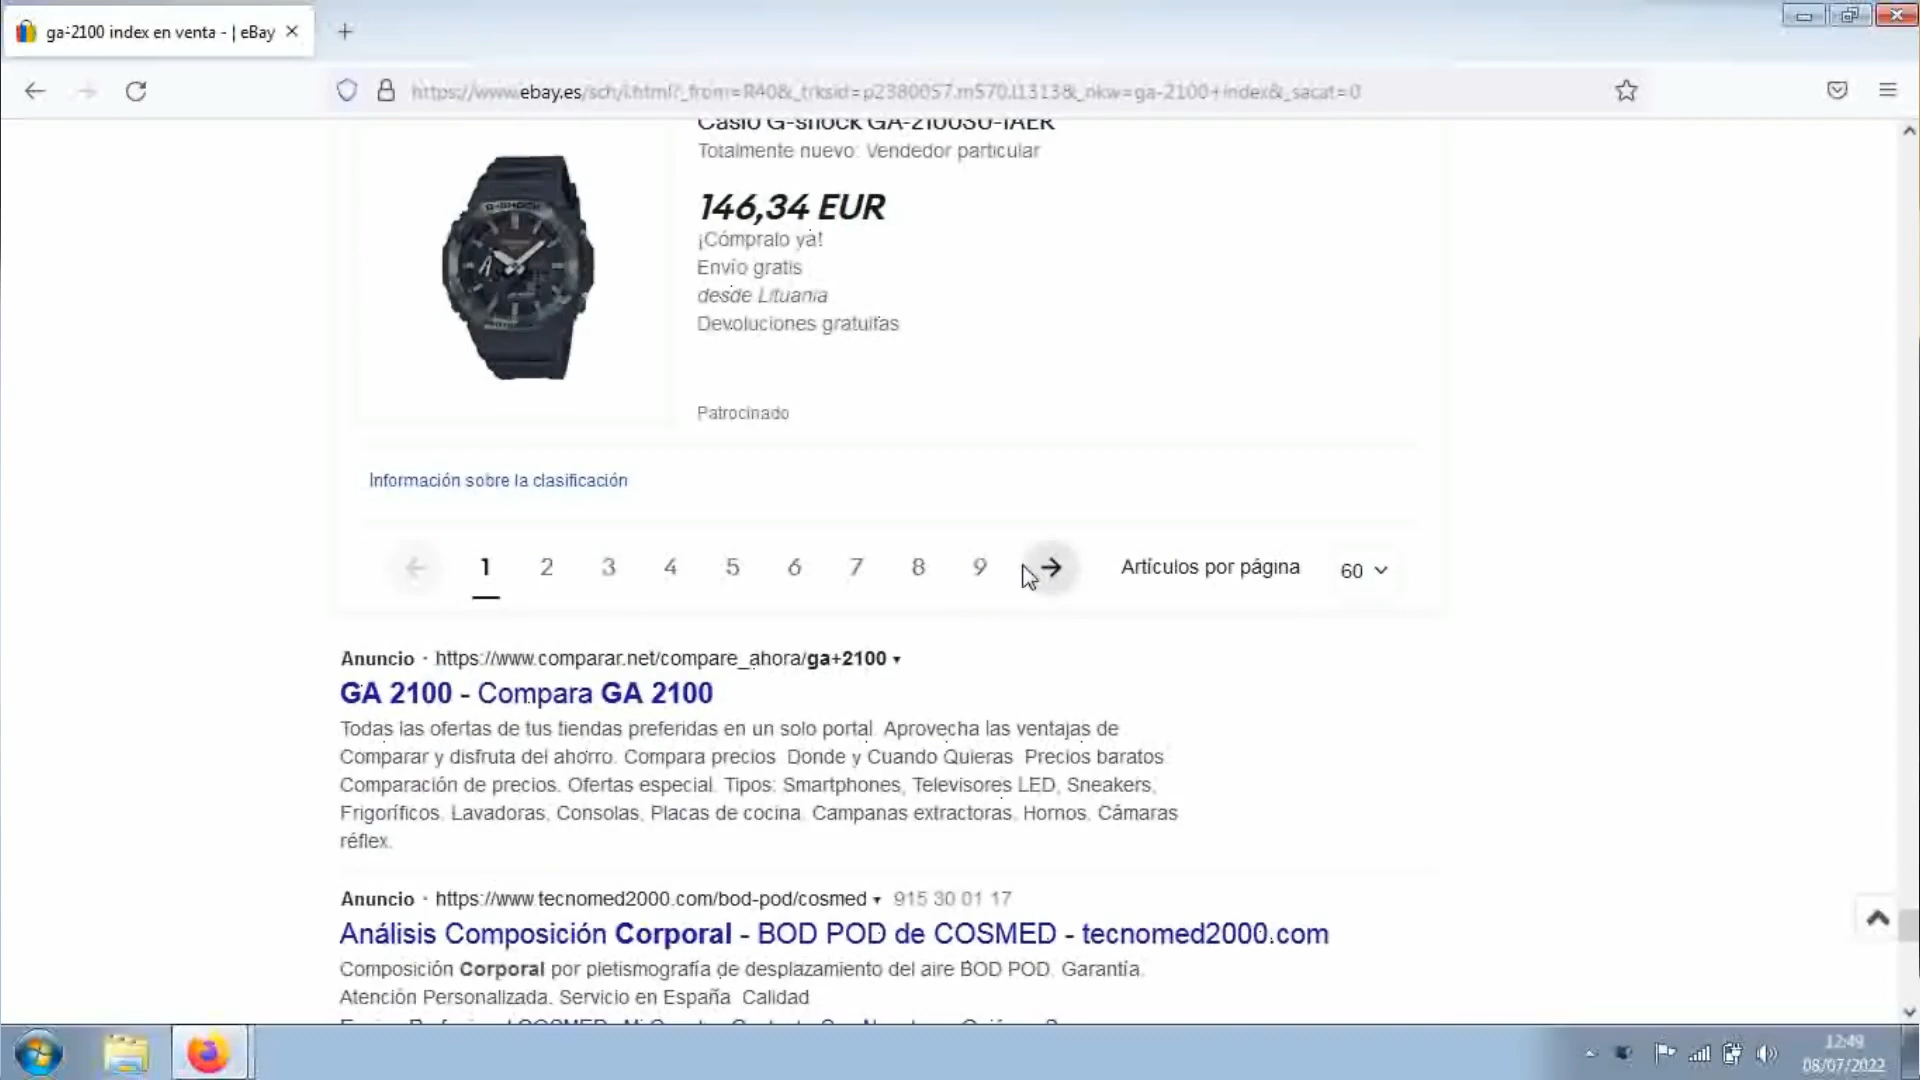 ga-2100 index en venta - | eBay
https://www.ebay.es/sch/i.html?_from=R40&_trksid=p2380057.m570.l1313&_nkw=ga-2100+index&_sacat=0
Casio G-shock GA-2100SU-1AER
Totalmente nuevo. Vendedor particular
146,34 EUR
¡Cómpralo ya!
Envío gratis
desde Lituania
Devoluciones gratuitas
Patrocinado
Información sobre la clasificación
1 2 3 4 5 6 7 8 9
Artículos por página 60
Anuncio · https://www.comparar.net/compare_ahora/ga+2100
GA 2100 - Compara GA 2100
Todas las ofertas de tus tiendas preferidas en un solo portal. Aprovecha las ventajas de
Comparar y disfruta del ahorro. Compara precios. Donde y Cuando Quieras. Precios baratos.
Comparación de precios. Ofertas especial. Tipos: Smartphones, Televisores LED, Sneakers,
Frigoríficos, Lavadoras, Consolas, Placas de cocina, Campanas extractoras, Hornos, Cámaras
réflex.
Anuncio · https://www.tecnomed2000.com/bod-pod/cosmed 915 30 01 17
Análisis Composición Corporal - BOD POD de COSMED - tecnomed2000.com
Composición Corporal por pletismografía de desplazamiento del aire BOD POD. Garantía.
Atención Personalizada. Servicio en España. Calidad
12:49
08/07/2022